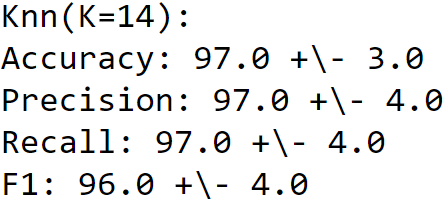 Knn(K=14):
Accuracy: 97.0 +\- 3.0
Precision: 97.0 +\- 4.0
Recall: 97.0 +\- 4.0
F1: 96.0 +\- 4.0